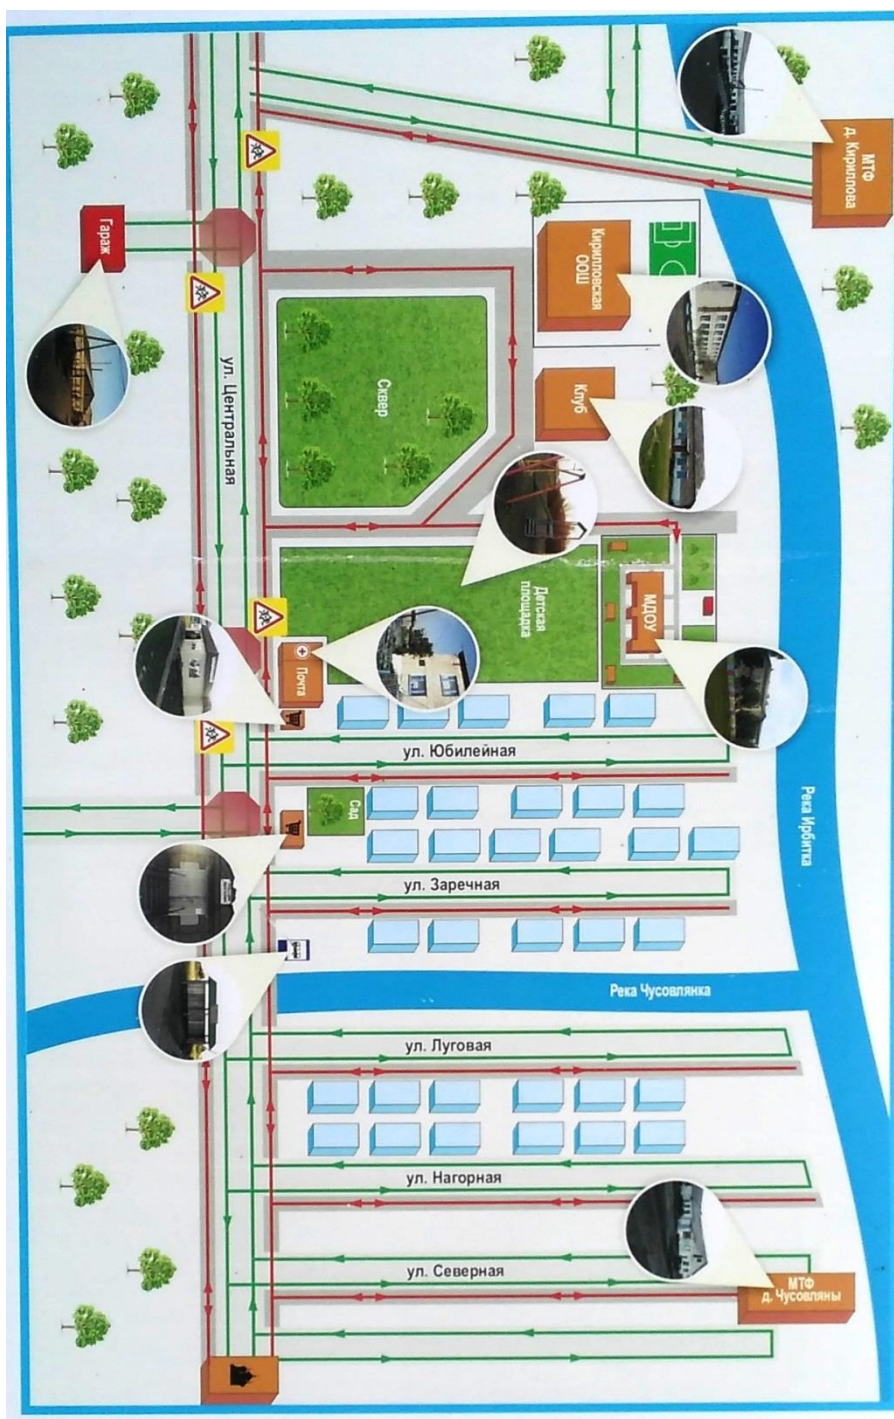 МТФ
д. Кириллова
Гараж
Кирилловская
ООШ
ул. Центральная
Сквер
Клуб
Детская
площадка
МДОУ
Почта
ул. Юбилейная
Сад
Река Ирбитка
ул. Заречная
Река Чусовлянка
ул. Луговая
ул. Нагорная
ул. Северная
МТФ
д. Чусовляны